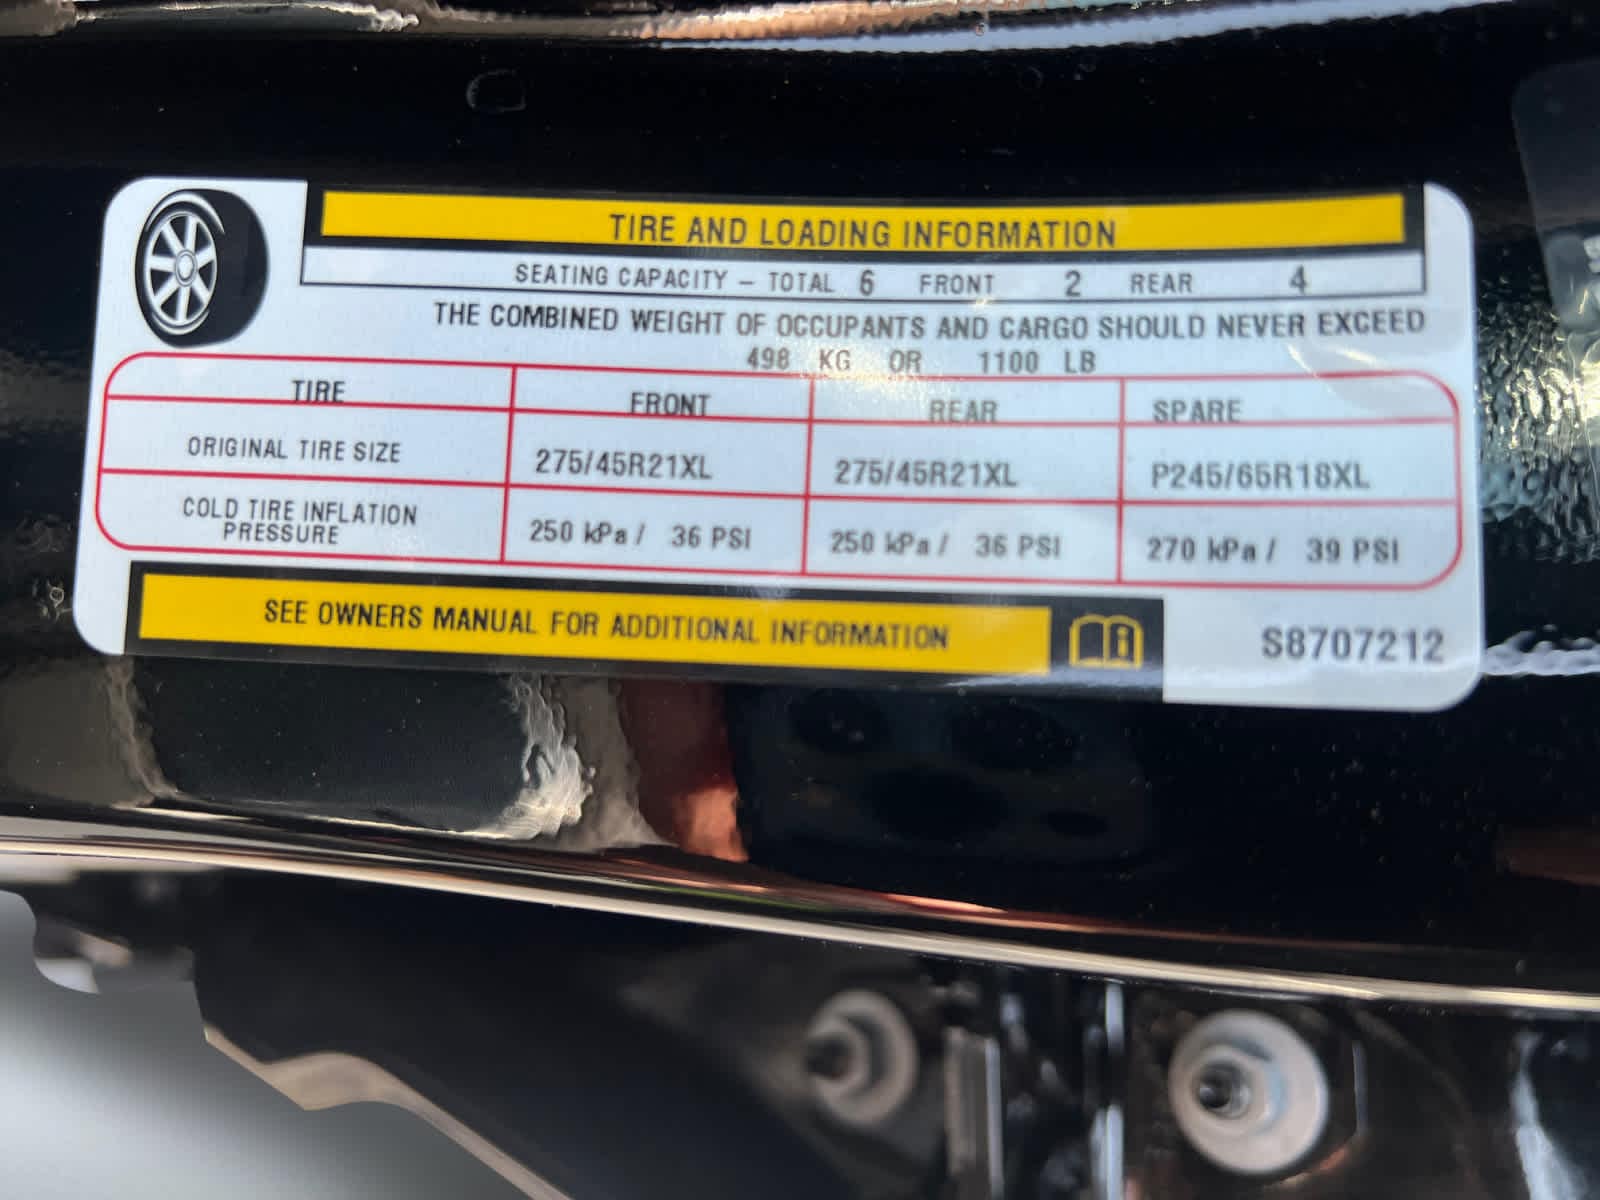 TIRE AND LOADING INFORMATION
SEATING CAPACITY – TOTAL 6 FRONT 2 REAR 4
THE COMBINED WEIGHT OF OCCUPANTS AND CARGO SHOULD NEVER EXCEED
498 KG OR 1100 LB
TIRE FRONT REAR SPARE
ORIGINAL TIRE SIZE 275/45R21XL 275/45R21XL P245/65R18XL
COLD TIRE INFLATION
PRESSURE 250 kPa / 36 PSI 250 kPa / 36 PSI 270 kPa / 39 PSI
SEE OWNERS MANUAL FOR ADDITIONAL INFORMATION
S8707212